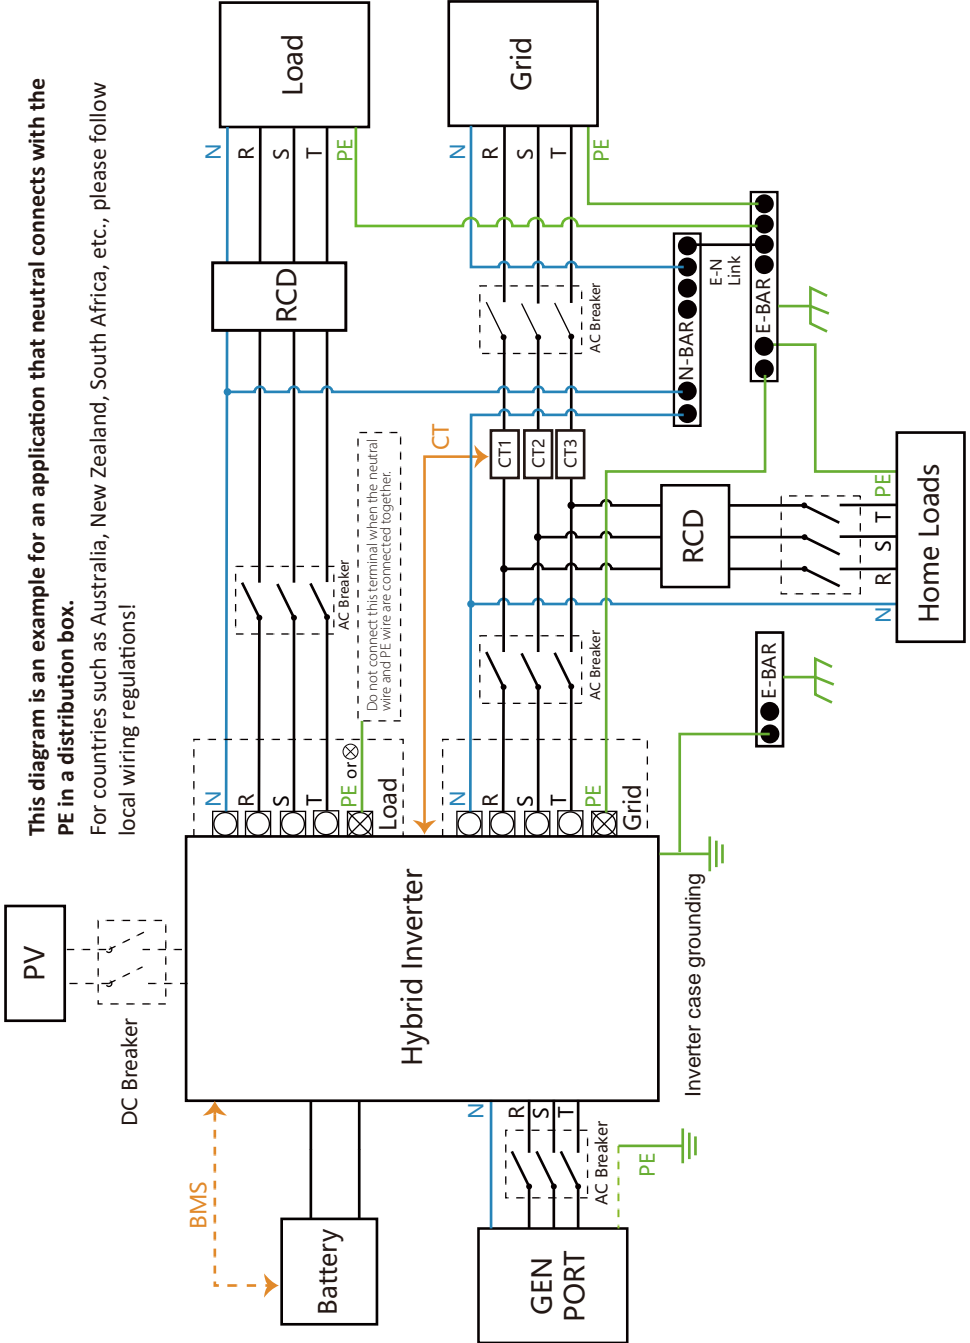 This diagram is an example for an application that neutral connects with the
PE in a distribution box.
For countries such as Australia, New Zealand, South Africa, etc., please follow
local wiring regulations!
PV
DC Breaker
BMS
Battery
Hybrid Inverter
N
R
S
T
PE or
Load
AC Breaker
Do not connect this terminal when the neutral
wire and PE wire are connected together.
RCD
N
R
S
T
PE
Load
CT
N
R
S
T
PE
Grid
AC Breaker
CT1
CT2
CT3
AC Breaker
N
R
S
T
PE
Grid
N-BAR
E-N
Link
E-BAR
RCD
N
R
S
T
PE
Home Loads
E-BAR
Inverter case grounding
N
R
S
T
AC Breaker
PE
GEN
PORT